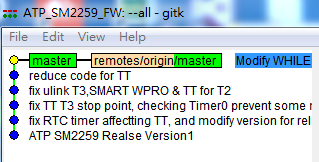 ATP_SM2259_FW: --all - gitk
File Edit View Help
master remotes/origin/master Modify WHILE
reduce code for TT
fix ulink T3,SMART WPRO & TT for T2
fix TT T3 stop point, checking Timer0 prevent some r
fix RTC timer affectting TT, and modify version for rel
ATP SM2259 Realse Version1